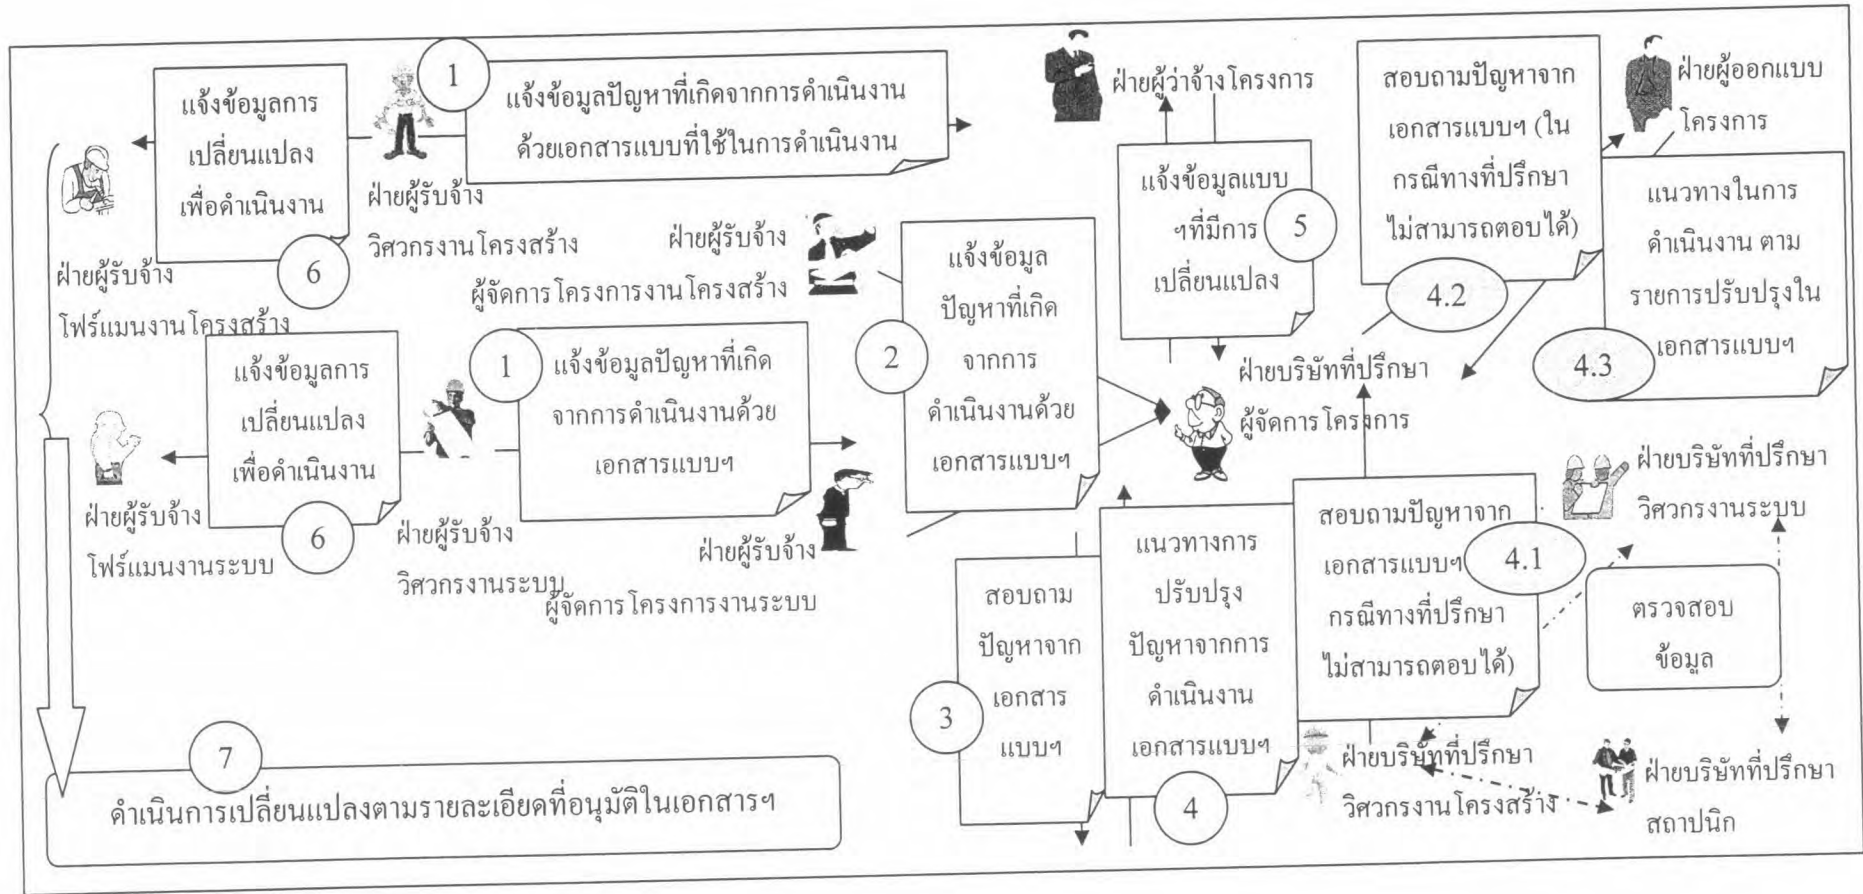 แจ้งข้อมูลการ
เปลี่ยนแปลง
เพื่อดำเนินงาน
6
ฝ่ายผู้รับจ้าง
โฟร์แมนงานโครงสร้าง
1
แจ้งข้อมูลปัญหาที่เกิดจากการดำเนินงาน
ด้วยเอกสารแบบที่ใช้ในการดำเนินงาน
ฝ่ายผู้รับจ้าง
วิศวกรงานโครงสร้าง
ฝ่ายผู้รับจ้าง
ผู้จัดการโครงการงานโครงสร้าง
ฝ่ายผู้ว่าจ้างโครงการ
แจ้งข้อมูลแบบ
ฯที่มีการ
เปลี่ยนแปลง
5
สอบถามปัญหาจาก
เอกสารแบบฯ (ใน
กรณีทางที่ปรึกษา
ไม่สามารถตอบได้)
4.2
ฝ่ายผู้ออกแบบ
โครงการ
แนวทางในการ
ดำเนินงาน ตาม
รายการปรับปรุงใน
เอกสารแบบฯ
4.3
แจ้งข้อมูลการ
เปลี่ยนแปลง
เพื่อดำเนินงาน
6
ฝ่ายผู้รับจ้าง
โฟร์แมนงานระบบ
1
แจ้งข้อมูลปัญหาที่เกิด
จากการดำเนินงานด้วย
เอกสารแบบฯ
ฝ่ายผู้รับจ้าง
วิศวกรงานระบบ
ฝ่ายผู้รับจ้าง
ผู้จัดการโครงการงานระบบ
2
แจ้งข้อมูล
ปัญหาที่เกิด
จากการ
ดำเนินงานด้วย
เอกสารแบบฯ
ฝ่ายบริษัทที่ปรึกษา
ผู้จัดการโครงการ
3
สอบถาม
ปัญหาจาก
เอกสาร
แบบฯ
แนวทางการ
ปรับปรุง
ปัญหาจากการ
ดำเนินงาน
เอกสารแบบฯ
4
สอบถามปัญหาจาก
เอกสารแบบฯ
กรณีทางที่ปรึกษา
ไม่สามารถตอบได้)
4.1
ฝ่ายบริษัทที่ปรึกษา
วิศวกรงานระบบ
ตรวจสอบ
ข้อมูล
ฝ่ายบริษัทที่ปรึกษา
วิศวกรงานโครงสร้าง
ฝ่ายบริษัทที่ปรึกษา
สถาปนิก
7
ดำเนินการเปลี่ยนแปลงตามรายละเอียดที่อนุมัติในเอกสารฯ